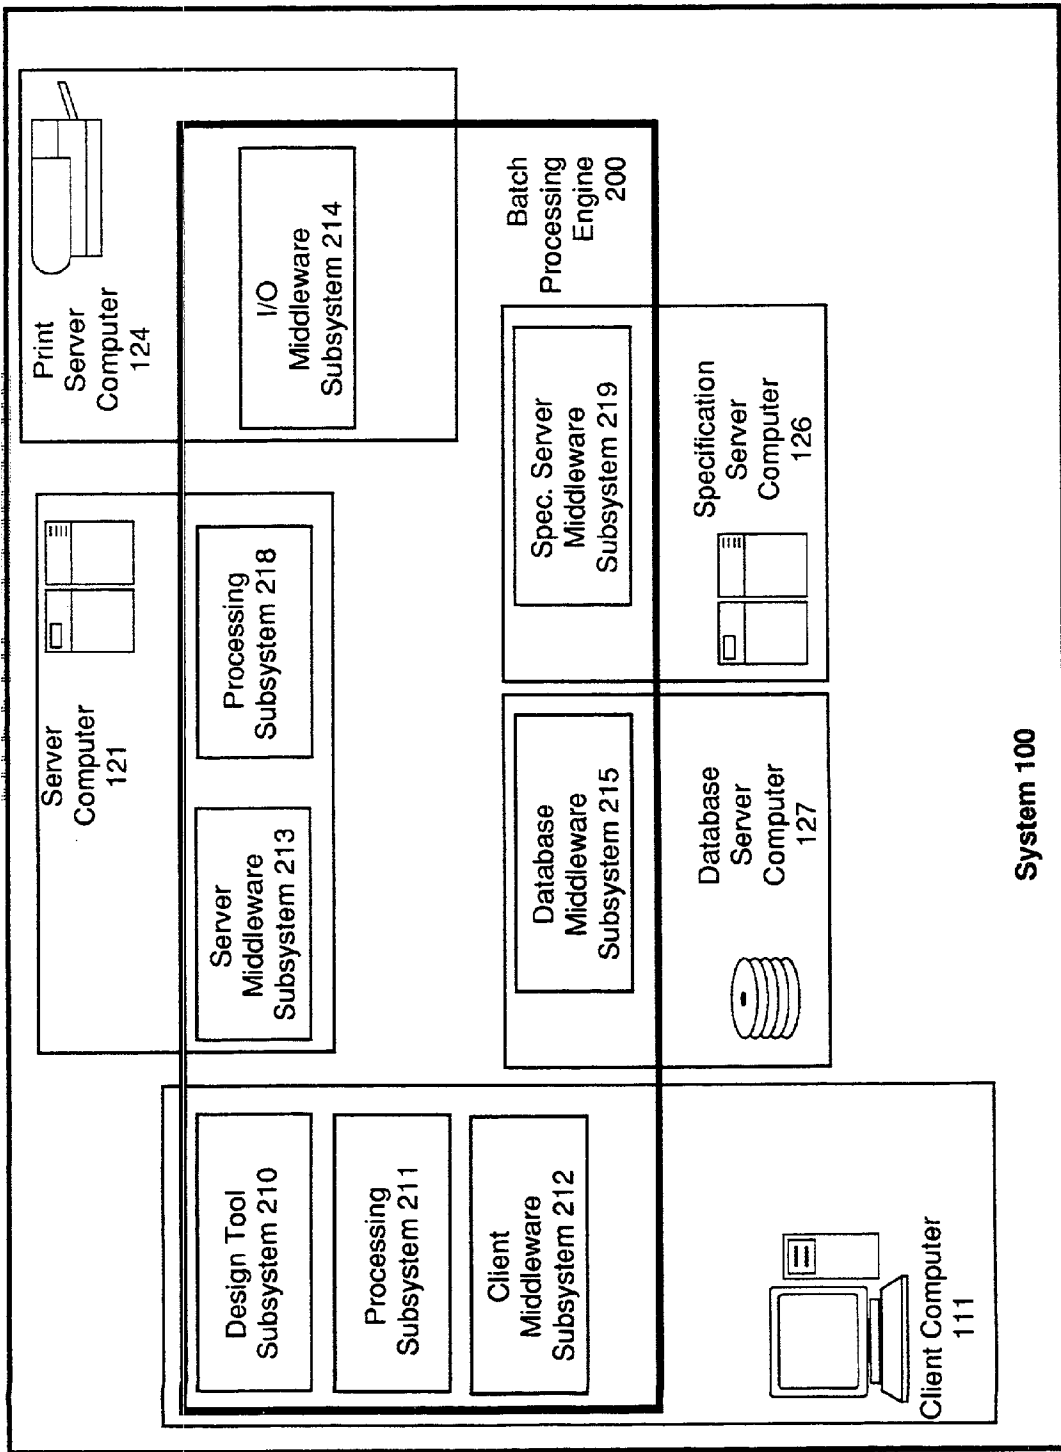 Server
Computer
121
Print
Server
Computer
124
Design Tool
Subsystem 210
Server
Middleware
Subsystem 213
Processing
Subsystem 218
I/O
Middleware
Subsystem 214
Processing
Subsystem 211
Client
Middleware
Subsystem 212
Database
Middleware
Subsystem 215
Spec. Server
Middleware
Subsystem 219
Batch
Processing
Engine
200
Client Computer
111
Database
Server
Computer
127
Specification
Server
Computer
126
System 100